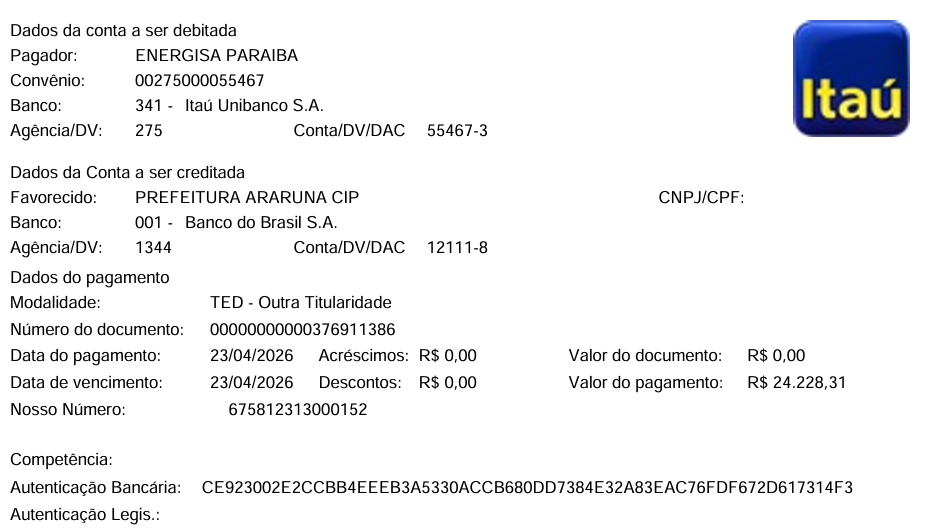 Dados da conta a ser debitada
Pagador: ENERGISA PARAIBA
Convênio: 00275000055467
Banco: 341 - Itaú Unibanco S.A.
Agência/DV: 275 Conta/DV/DAC 55467-3
Itaú
Dados da Conta a ser creditada
Favorecido: PREFEITURA ARARUNA CIP CNPJ/CPF:
Banco: 001 - Banco do Brasil S.A.
Agência/DV: 1344 Conta/DV/DAC 12111-8
Dados do pagamento
Modalidade: TED - Outra Titularidade
Número do documento: 00000000000376911386
Data do pagamento: 23/04/2026 Acréscimos: R$ 0,00 Valor do documento: R$ 0,00
Data de vencimento: 23/04/2026 Descontos: R$ 0,00 Valor do pagamento: R$ 24.228,31
Nosso Número: 675812313000152
Competência:
Autenticação Bancária: CE923002E2CCBB4EEEB3A5330ACCB680DD7384E32A83EAC76FDF672D617314F3
Autenticação Legis.: